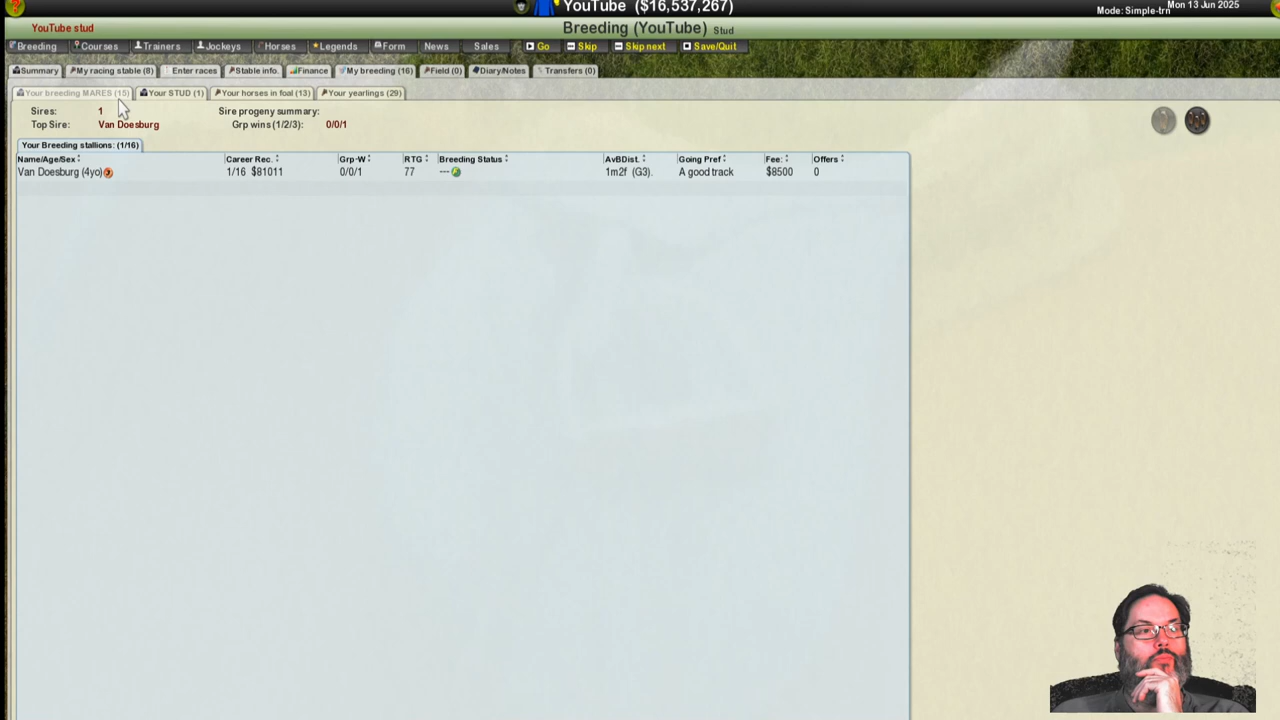 YouTube ($16,537,267)
Mode: Simple-trn Mon 13 Jun 2025
YouTube stud
Breeding (YouTube) Stud
Breeding Courses Trainers Jockeys Horses Legends Form News Sales Go Skip Skip next Save/Quit
Summary My racing stable (8) Enter races Stable info. Finance My breeding (16) Field (0) Diary/Notes Transfers (0)
Your breeding MARES (15) Your STUD (1) Your horses in foal (13) Your yearlings (29)
Sires: 1 Sire progeny summary:
Top Sire: Van Doesburg Grp wins (1/2/3): 0/0/1
Your Breeding stallions: (1/16)
Name/Age/Sex Career Rec. Grp-W RTG Breeding Status AvBDist. Going Pref Fee: Offers
Van Doesburg (4yo) 1/16 $81011 0/0/1 77 --- 1m2f (G3). A good track $8500 0